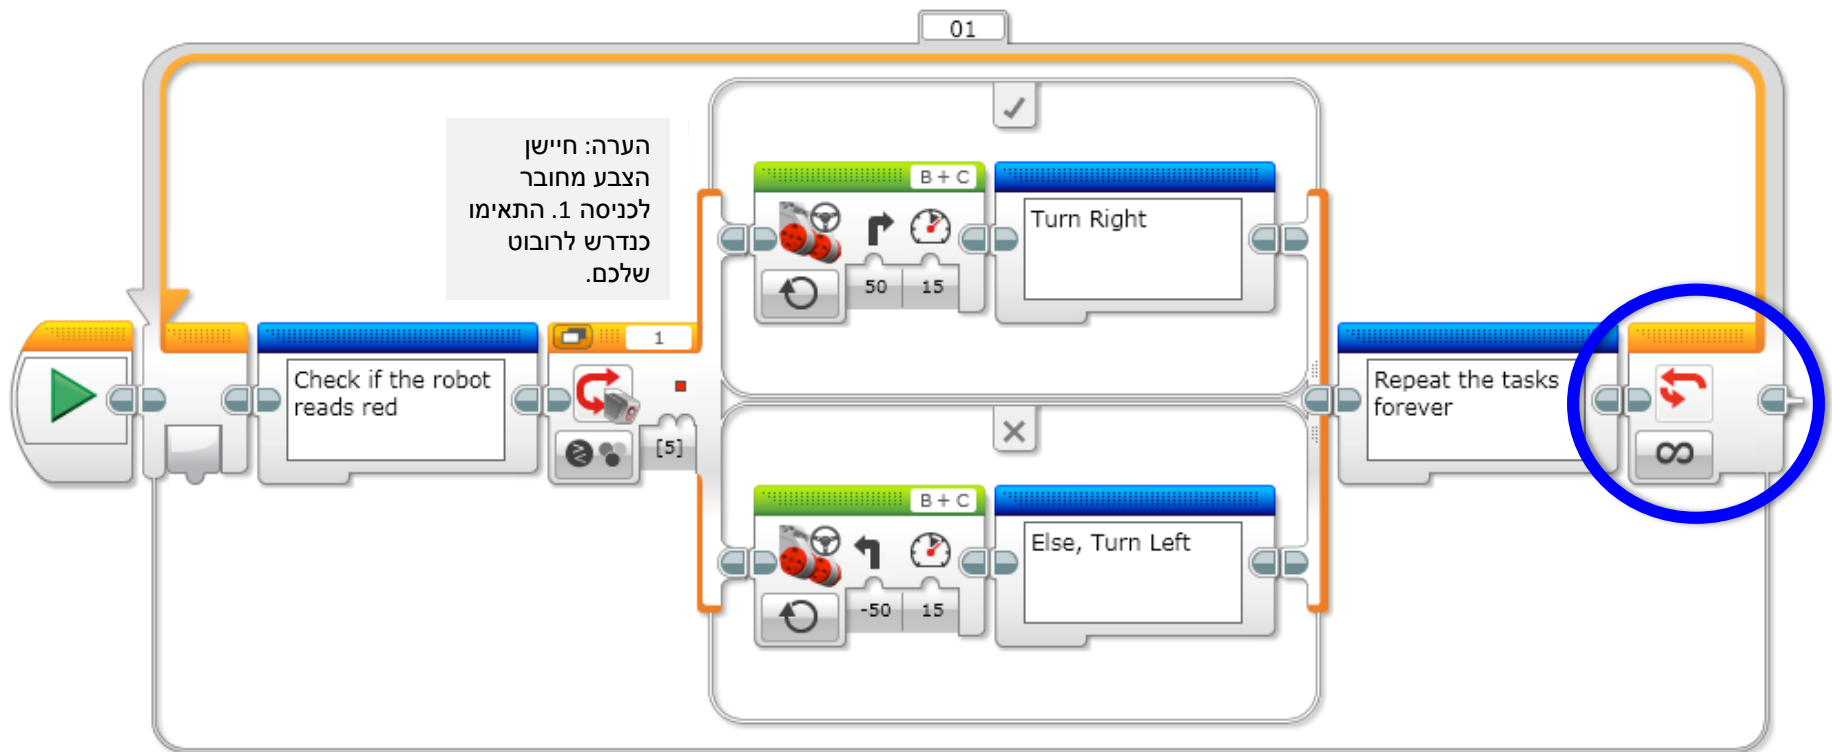 01
הערה: חיישן
הצבע מחובר
לכניסה 1. התאימו
כנדרש לרובוט
שלכם.
B + C
Turn Right
50 15
Check if the robot
reads red
1
[5]
B + C
Else, Turn Left
-50 15
Repeat the tasks
forever
∞